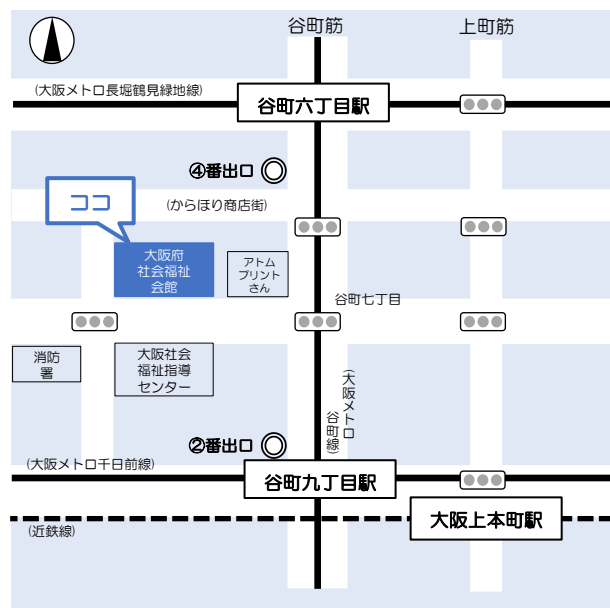 谷町筋
上町筋
(大阪メトロ長堀鶴見緑地線)
谷町六丁目駅
④番出口
ココ
(からほり商店街)
大阪府
社会福祉
会館
アトム
プリント
さん
谷町七丁目
消防
署
大阪社会
福祉指導
センター
(大阪メトロ
谷町線)
②番出口
(大阪メトロ千日前線)
谷町九丁目駅
大阪上本町駅
(近鉄線)